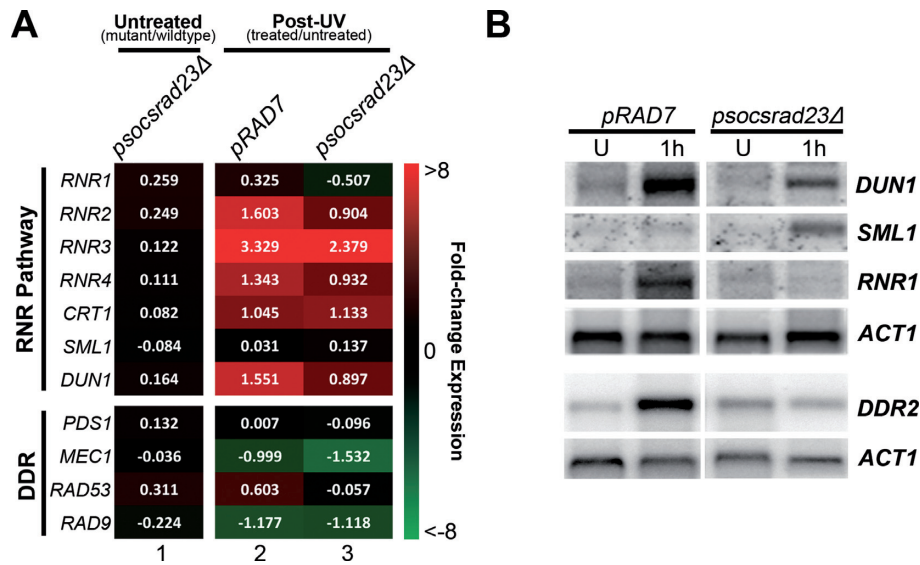 A
Untreated
(mutant/wildtype)
Post-UV
(treated/untreated)
psocsrad23Δ
pRAD7
psocsrad23Δ
RNR Pathway
RNR1 0.259 0.325 -0.507
RNR2 0.249 1.603 0.904
RNR3 0.122 3.329 2.379
RNR4 0.111 1.343 0.932
CRT1 0.082 1.045 1.133
SML1 -0.084 0.031 0.137
DUN1 0.164 1.551 0.897
DDR
PDS1 0.132 0.007 -0.096
MEC1 -0.036 -0.999 -1.532
RAD53 0.311 0.603 -0.057
RAD9 -0.224 -1.177 -1.118
1 2 3
>8
0
<-8
Fold-change Expression
B
pRAD7 psocsrad23Δ
U 1h U 1h
DUN1
SML1
RNR1
ACT1
DDR2
ACT1